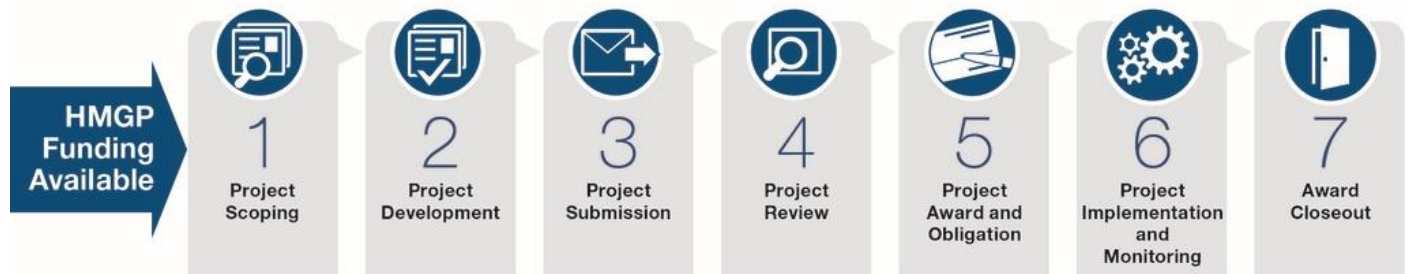 HMGP
Funding
Available
1
Project
Scoping
2
Project
Development
3
Project
Submission
4
Project
Review
5
Project
Award and
Obligation
6
Project
Implementation
and
Monitoring
7
Award
Closeout